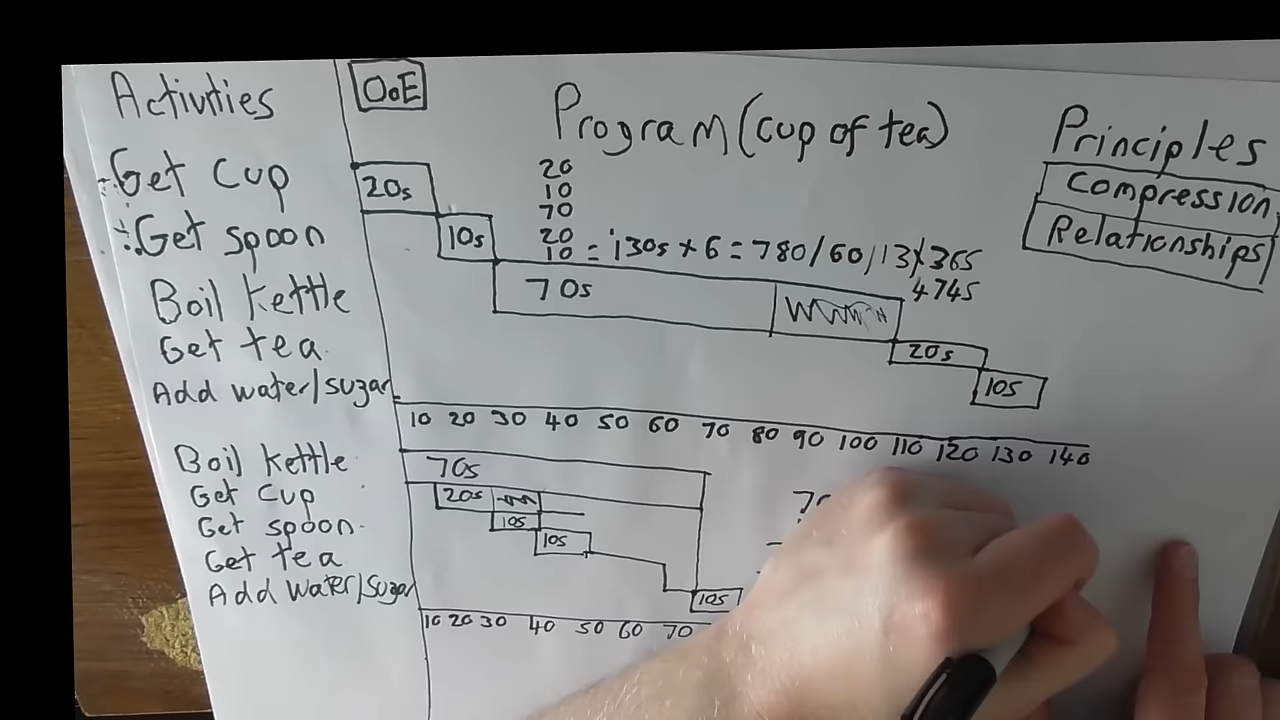 Activities
OoE
Program (cup of tea)
Principles
Compression
Relationships
Get Cup
20s
Get spoon
10s
Boil Kettle
70s
Get tea
20s
Add water/sugar
10s
20
10
70
20
10 = 130s x 6 = 780/60, 13 x 365
4745
10 20 30 40 50 60 70 80 90 100 110 120 130 140
Boil Kettle
70s
Get Cup
20s
Get spoon
10s
Get tea
10s
Add water/sugar
10s
10 20 30 40 50 60 70